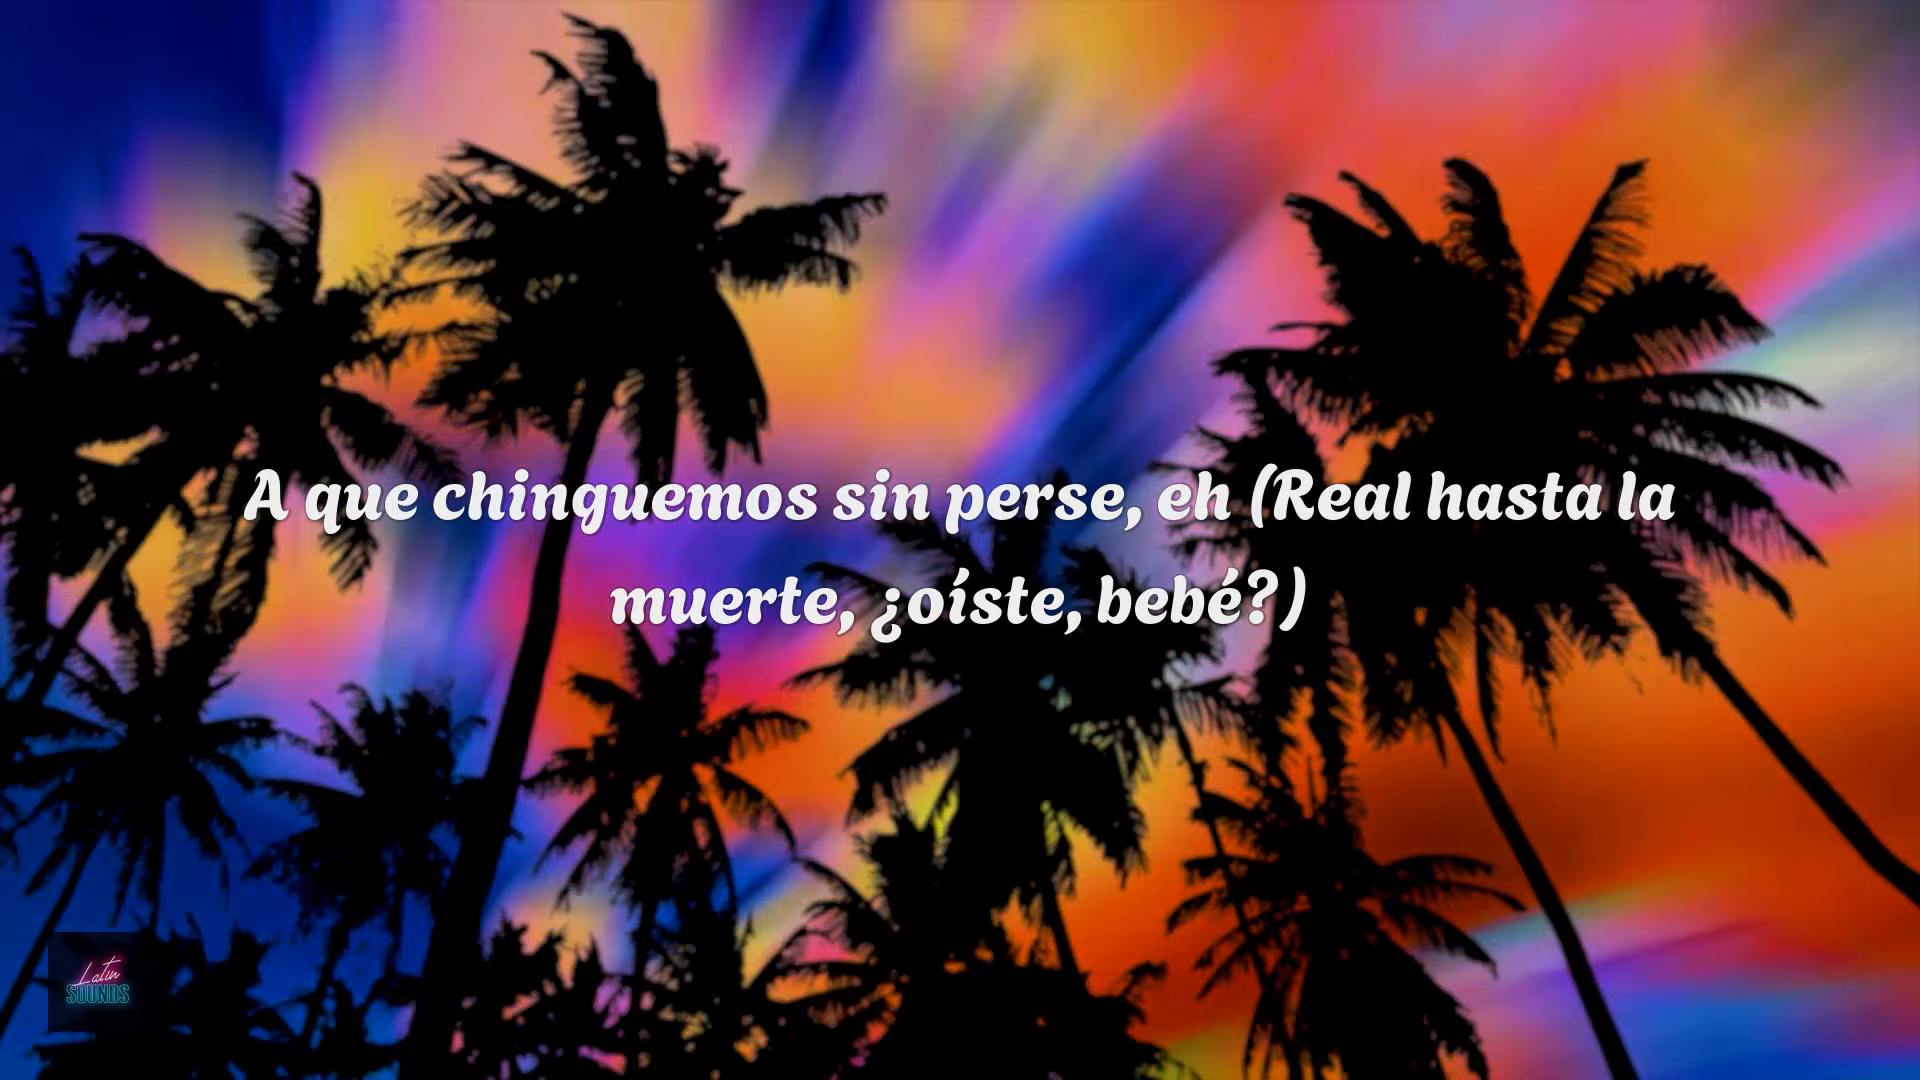 A que chinguemos sin perse, eh (Real hasta la
muerte, ¿oíste, bebé?)
Latin
SOUNDS